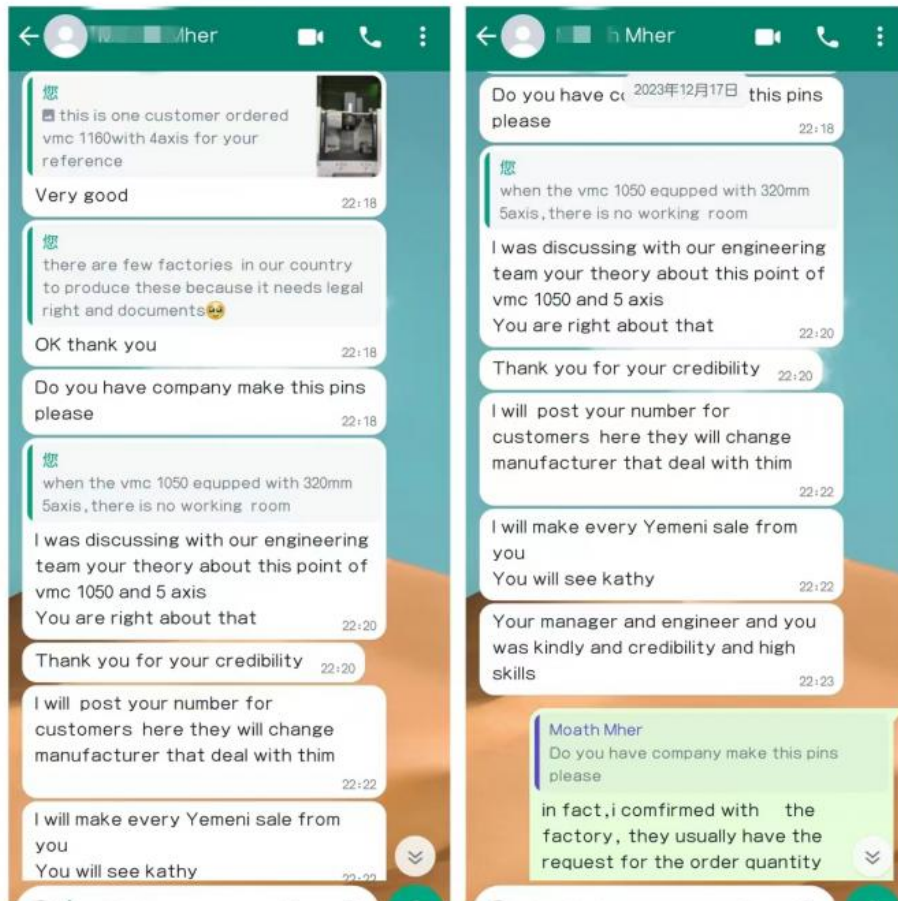 Mher
您
this is one customer ordered
vmc 1160with 4axis for your
reference
Very good
22:18
您
there are few factories in our country
to produce these because it needs legal
right and documents🥹
OK thank you
22:18
Do you have company make this pins
please
22:18
您
when the vmc 1050 equpped with 320mm
5axis,there is no working room
I was discussing with our engineering
team your theory about this point of
vmc 1050 and 5 axis
You are right about that
22:20
Thank you for your credibility 22:20
I will post your number for
customers here they will change
manufacturer that deal with thim
22:22
I will make every Yemeni sale from
you
You will see kathy
22:22
h Mher
2023年12月17日
Do you have co this pins
please
22:18
您
when the vmc 1050 equpped with 320mm
5axis,there is no working room
I was discussing with our engineering
team your theory about this point of
vmc 1050 and 5 axis
You are right about that
22:20
Thank you for your credibility 22:20
I will post your number for
customers here they will change
manufacturer that deal with thim
22:22
I will make every Yemeni sale from
you
You will see kathy
22:22
Your manager and engineer and you
was kindly and credibility and high
skills
22:23
Moath Mher
Do you have company make this pins
please
in fact,i comfirmed with the
factory, they usually have the
request for the order quantity